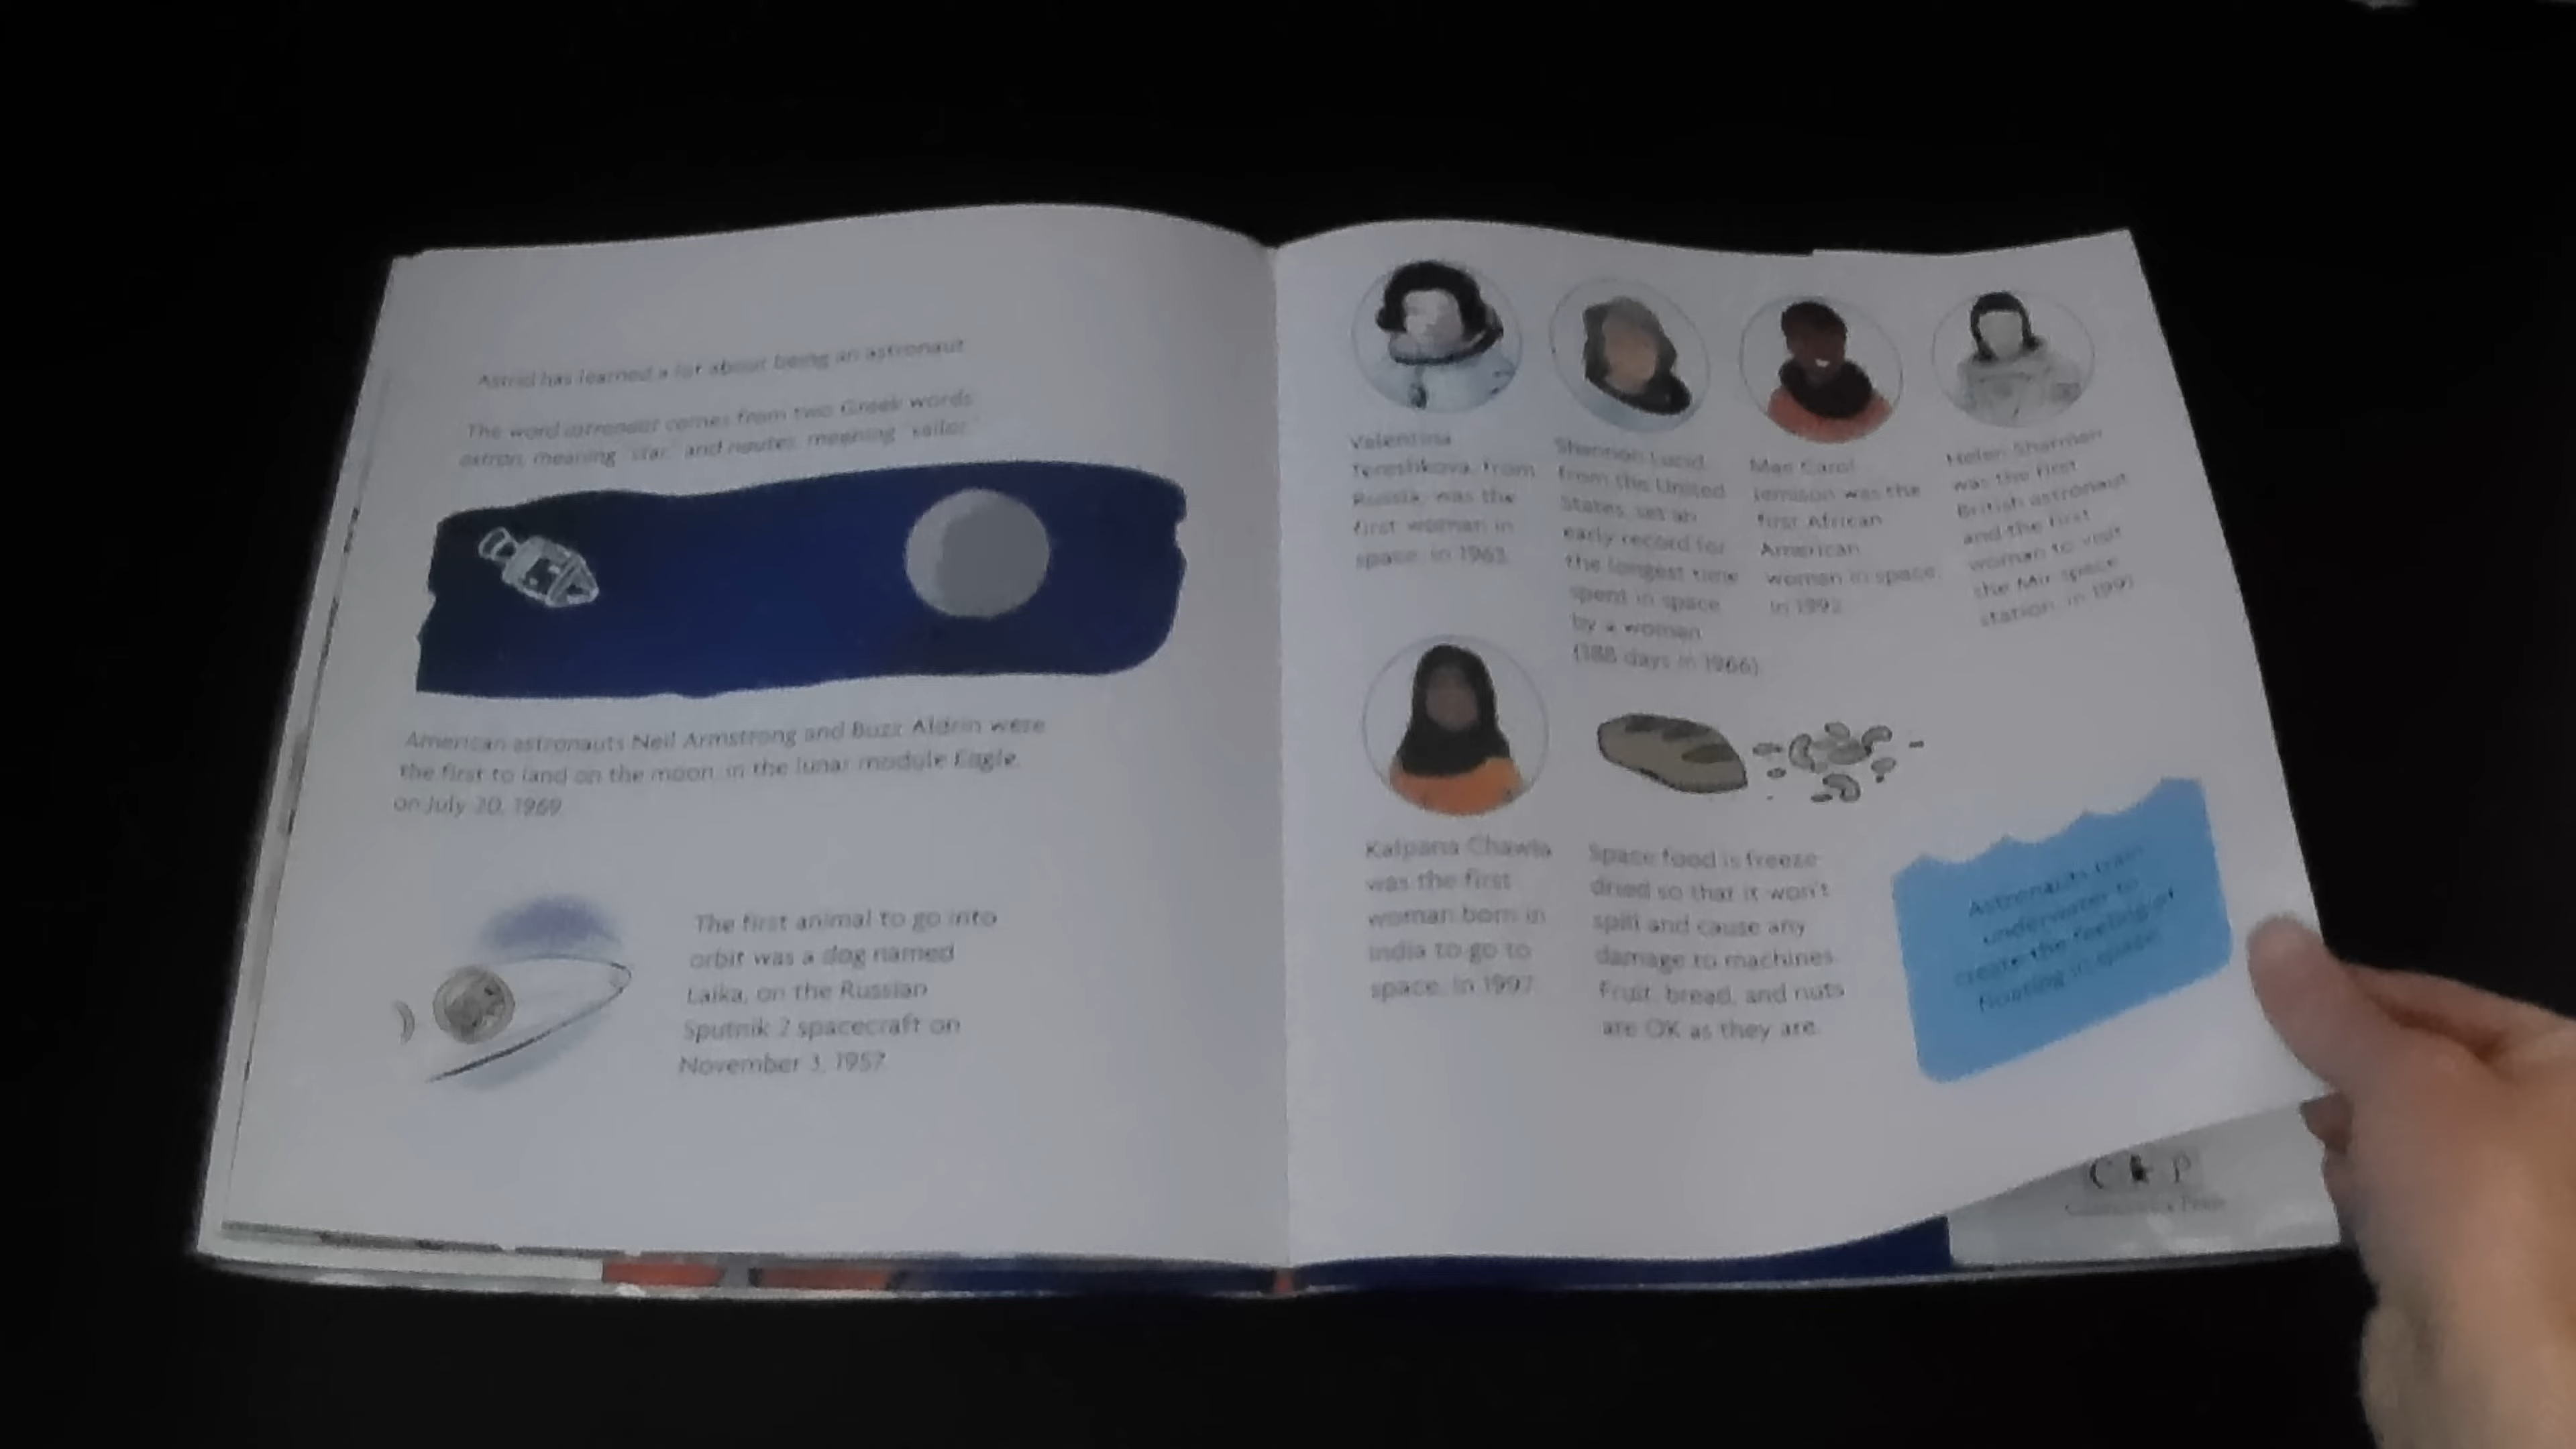 Astrid has learned a lot about being an astronaut
The word astronaut comes from two Greek words
astron, meaning "star," and nautes, meaning "sailor"
American astronauts Neil Armstrong and Buzz Aldrin were
the first to land on the moon, in the lunar module Eagle,
on July 20, 1969.
The first animal to go into
orbit was a dog named
Laika, on the Russian
Sputnik 2 spacecraft on
November 3, 1957.
Valentina
Tereshkova, from
Russia, was the
first woman in
space, in 1963.
Shannon Lucid,
from the United
States, set an
early record for
the longest time
spent in space
by a woman
(188 days in 1966).
Mae Carol
Jemison was the
first African
American
woman in space,
in 1992.
Helen Sharman
was the first
British astronaut
and the first
woman to visit
the Mir space
station, in 1991.
Kalpana Chawla
was the first
woman born in
India to go to
space, in 1997.
Space food is freeze-
dried so that it won't
spill and cause any
damage to machines.
Fruit, bread, and nuts
are OK as they are.
Astronauts train
underwater to
create the feeling of
floating in space.
C P